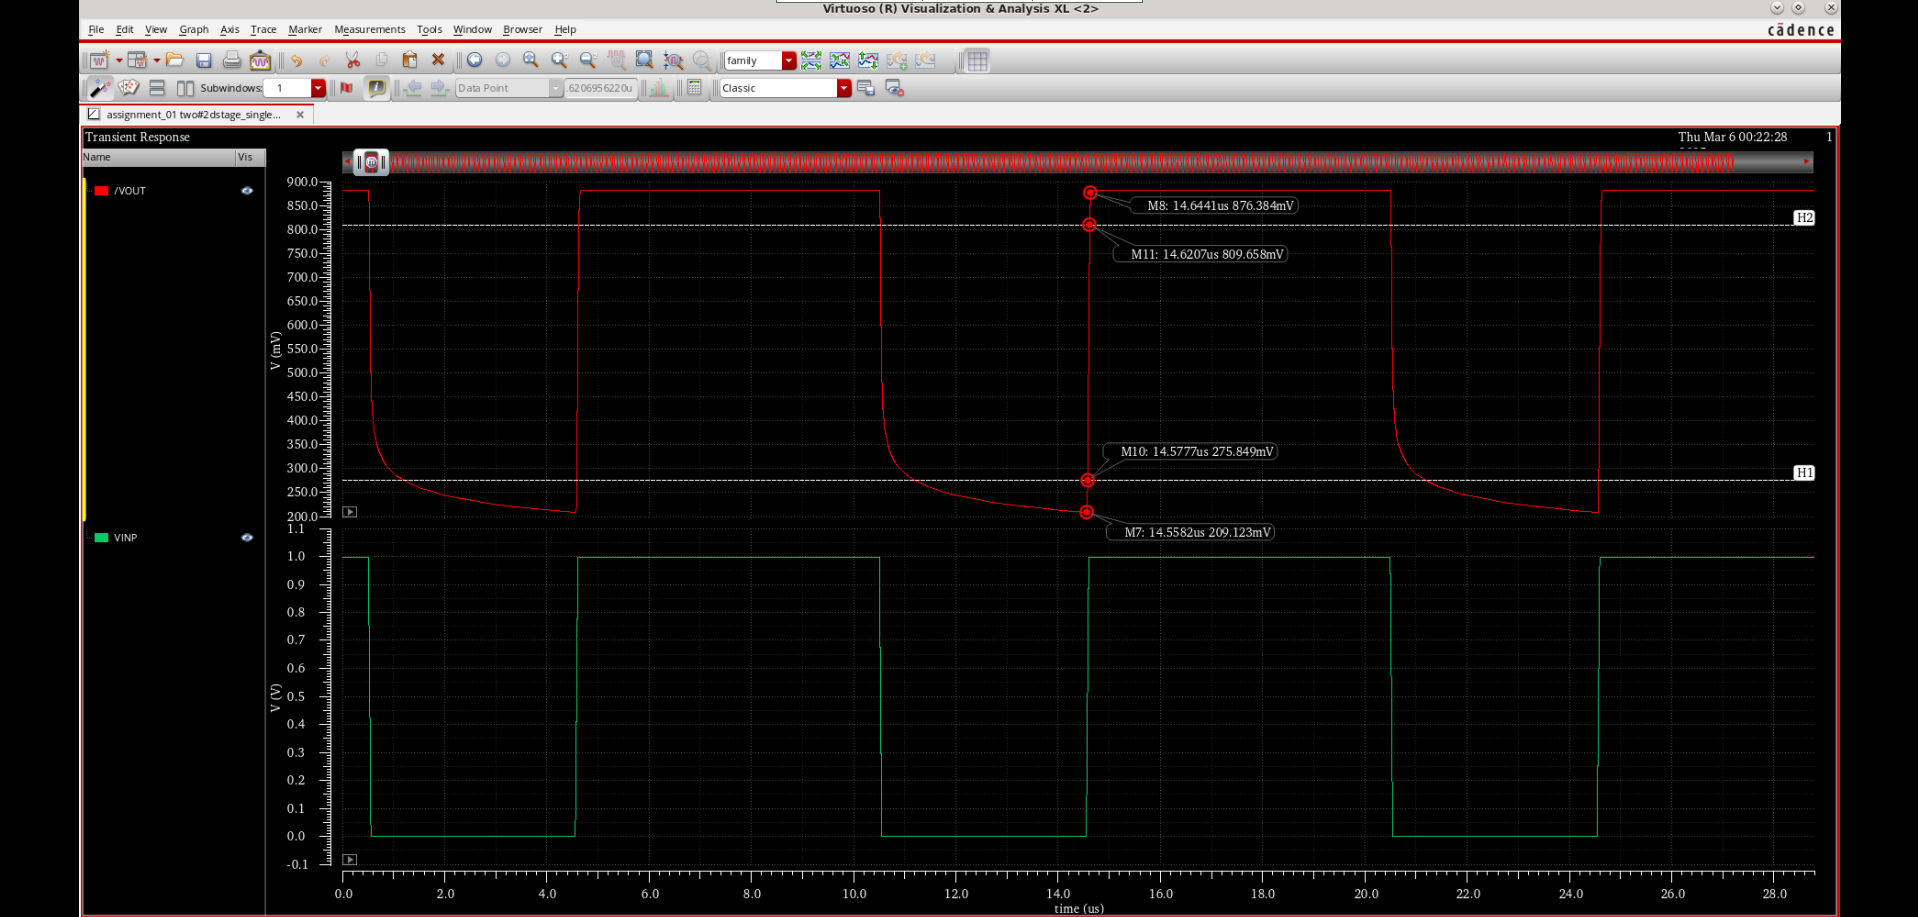 Virtuoso (R) Visualization & Analysis XL <2>
File Edit View Graph Axis Trace Marker Measurements Tools Window Browser Help
cādence
family
Subwindows: 1
Data Point
.6206956220u
Classic
assignment_01 two#2dstage_single...
Transient Response
Thu Mar 6 00:22:28
1
Name Vis
/VOUT
VINP
V (mV)
900.0
850.0
800.0
750.0
700.0
650.0
600.0
550.0
500.0
450.0
400.0
350.0
300.0
250.0
200.0
M8: 14.6441us 876.384mV
H2
M11: 14.6207us 809.658mV
M10: 14.5777us 275.849mV
H1
M7: 14.5582us 209.123mV
V (V)
1.1
1.0
0.9
0.8
0.7
0.6
0.5
0.4
0.3
0.2
0.1
0.0
-0.1
0.0 2.0 4.0 6.0 8.0 10.0 12.0 14.0 16.0 18.0 20.0 22.0 24.0 26.0 28.0
time (us)